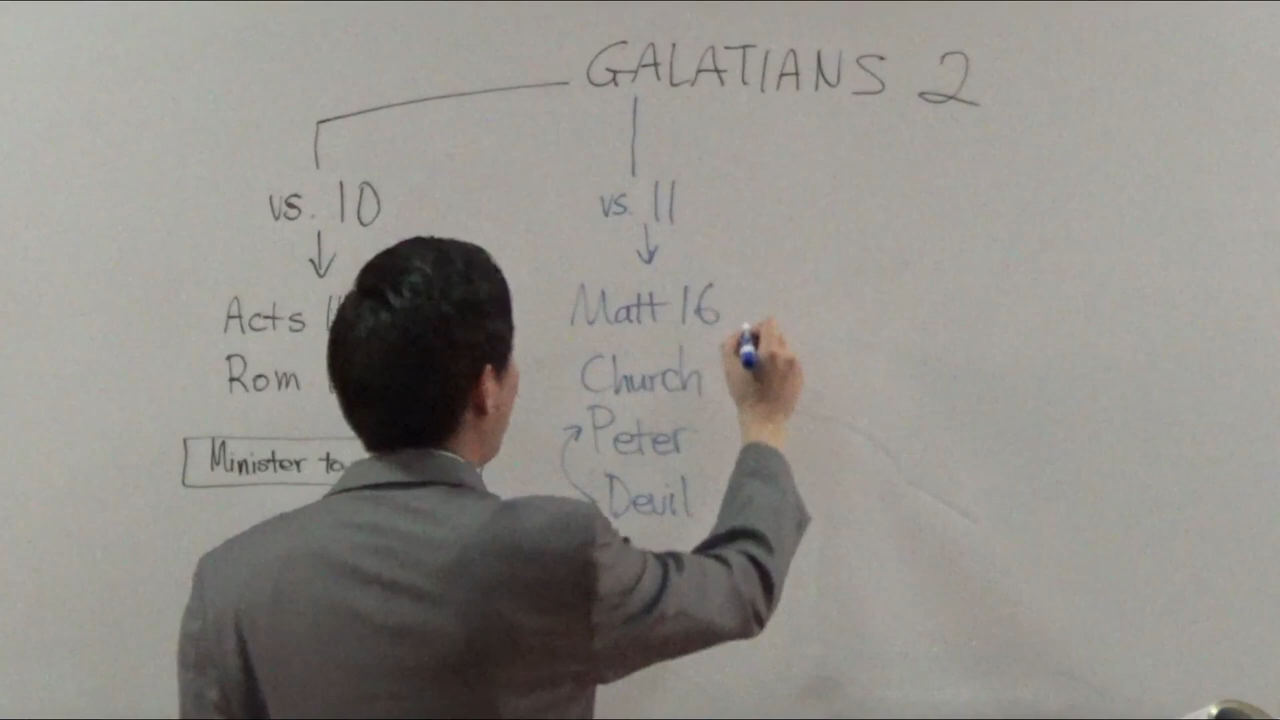 GALATIANS 2
vs. 10
vs. 11
Acts
Rom
Minister to
Matt 16
Church
Peter
Devil